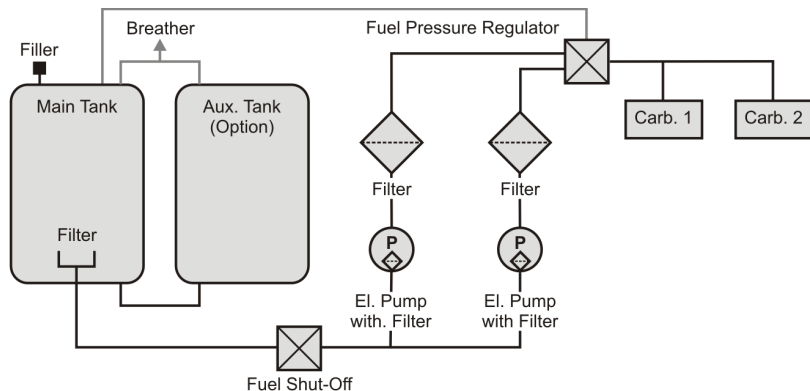 Fuel Pressure Regulator
Breather
Filler
Main Tank
Aux. Tank
(Option)
Carb. 1
Carb. 2
Filter
Filter
Filter
P
P
El. Pump
with. Filter
El. Pump
with Filter
Fuel Shut-Off